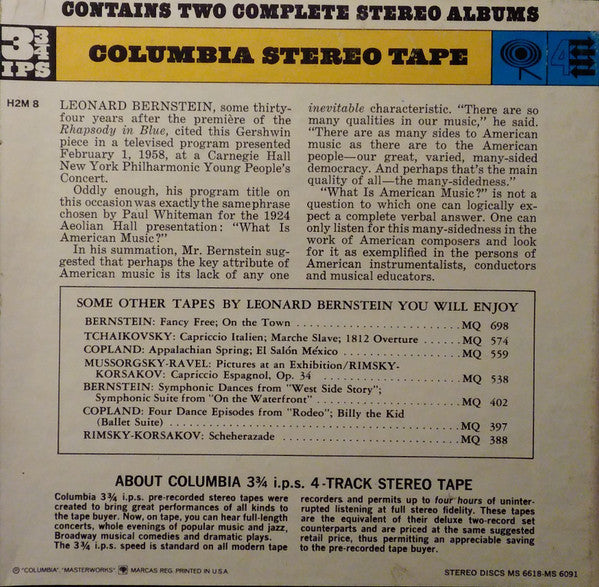 CONTAINS TWO COMPLETE STEREO ALBUMS
3¾ IPS
COLUMBIA STEREO TAPE
4
H2M 8
LEONARD BERNSTEIN, some thirty-
four years after the première of the
Rhapsody in Blue, cited this Gershwin
piece in a televised program presented
February 1, 1958, at a Carnegie Hall
New York Philharmonic Young People's
Concert.
Oddly enough, his program title on
this occasion was exactly the same phrase
chosen by Paul Whiteman for the 1924
Aeolian Hall presentation: "What Is
American Music?"
In his summation, Mr. Bernstein sug-
gested that perhaps the key attribute of
American music is its lack of any one
inevitable characteristic. "There are so
many qualities in our music," he said.
"There are as many sides to American
music as there are to the American
people—our great, varied, many-sided
democracy. And perhaps that's the main
quality of all—the many-sidedness."
"What Is American Music?" is not a
question to which one can logically ex-
pect a complete verbal answer. One can
only listen for this many-sidedness in the
work of American composers and look
for it as exemplified in the persons of
American instrumentalists, conductors
and musical educators.
SOME OTHER TAPES BY LEONARD BERNSTEIN YOU WILL ENJOY
BERNSTEIN: Fancy Free; On the Town . . . . . . . . . . MQ 698
TCHAIKOVSKY: Capriccio Italien; Marche Slave; 1812 Overture . . . . MQ 574
COPLAND: Appalachian Spring; El Salón México . . . . . . . . . . MQ 559
MUSSORGSKY-RAVEL: Pictures at an Exhibition/RIMSKY-
KORSAKOV: Capriccio Espagnol, Op. 34 . . . . . . . . . . MQ 538
BERNSTEIN: Symphonic Dances from "West Side Story";
Symphonic Suite from "On the Waterfront" . . . . . . . . . . MQ 402
COPLAND: Four Dance Episodes from "Rodeo"; Billy the Kid
(Ballet Suite) . . . . . . . . . . MQ 397
RIMSKY-KORSAKOV: Scheherazade . . . . . . . . . . MQ 388
ABOUT COLUMBIA 3¾ i.p.s. 4-TRACK STEREO TAPE
Columbia 3¾ i.p.s. pre-recorded stereo tapes were
created to bring great performances of all kinds to
the tape buyer. Now, on tape, you can hear full-length
concerts, whole evenings of popular music and jazz,
Broadway musical comedies and dramatic plays.
The 3¾ i.p.s. speed is standard on all modern tape
recorders and permits up to four hours of uninter-
rupted listening at full stereo fidelity. These tapes
are the equivalent of their deluxe two-record set
counterparts and are priced at the same suggested
retail price, thus permitting an appreciable saving
to the pre-recorded tape buyer.
℗ "COLUMBIA", "MASTERWORKS", MARCAS REG. PRINTED IN U.S.A.
STEREO DISCS MS 6618-MS 6091